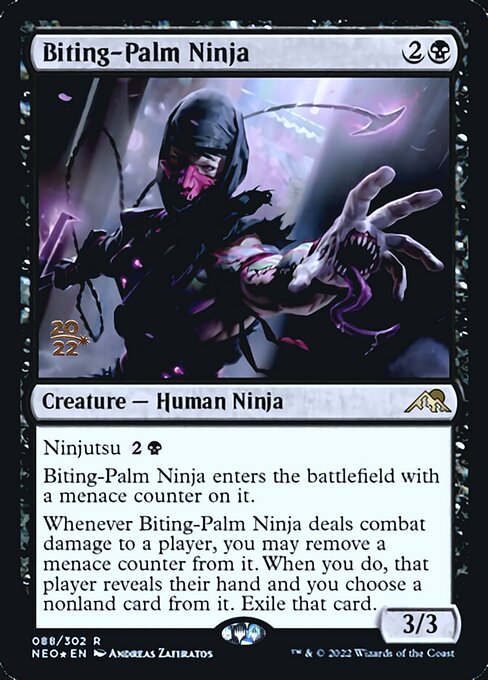 Biting-Palm Ninja 2
20
22*
Creature — Human Ninja
Ninjutsu 2
Biting-Palm Ninja enters the battlefield with
a menace counter on it.
Whenever Biting-Palm Ninja deals combat
damage to a player, you may remove a
menace counter from it. When you do, that
player reveals their hand and you choose a
nonland card from it. Exile that card.
3/3
088/302 R
NEO★EN Andreas Zafiratos
™ & © 2022 Wizards of the Coast